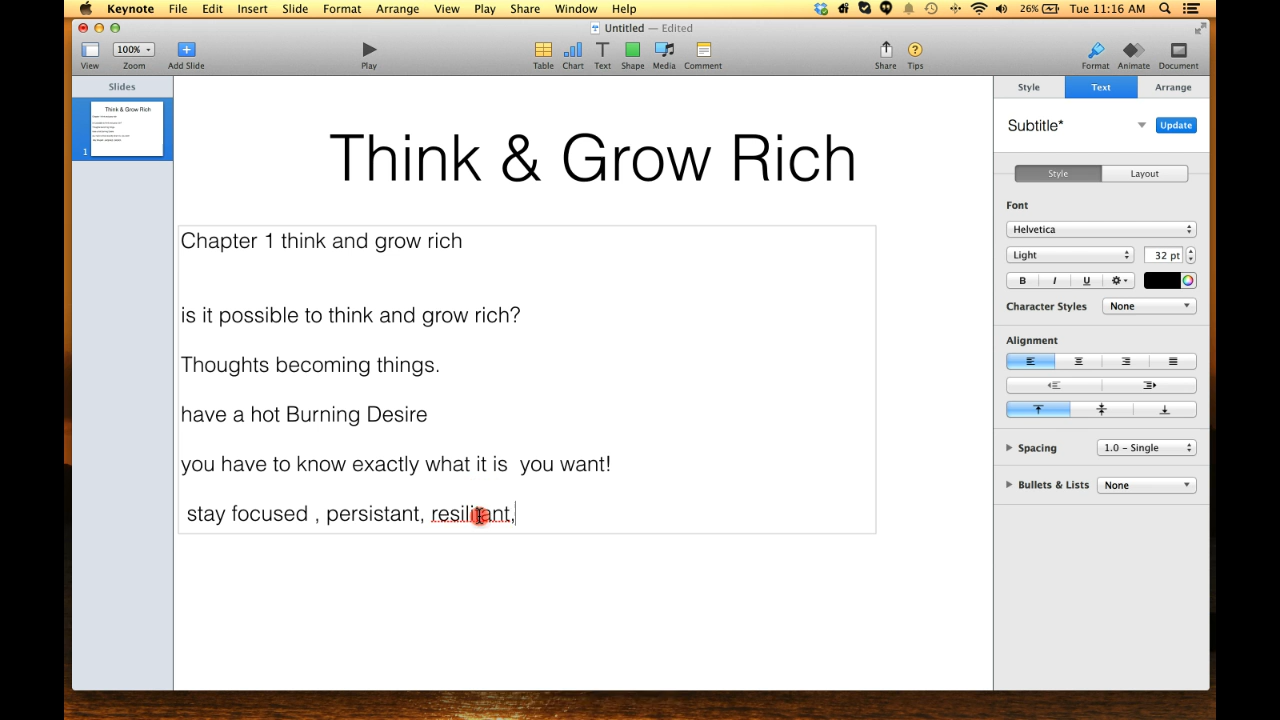 Keynote File Edit Insert Slide Format Arrange View Play Share Window Help 26% Tue 11:16 AM
Untitled — Edited
100%
View Zoom Add Slide Play Table Chart Text Shape Media Comment Share Tips Format Animate Document
Slides
Style Text Arrange
Think & Grow Rich
1
Subtitle* Update
Style Layout
Think & Grow Rich
Font
Helvetica
Light 32 pt
B I U
Character Styles None
Alignment
Spacing 1.0 - Single
Bullets & Lists None
Chapter 1 think and grow rich
is it possible to think and grow rich?
Thoughts becoming things.
have a hot Burning Desire
you have to know exactly what it is you want!
stay focused , persistant,